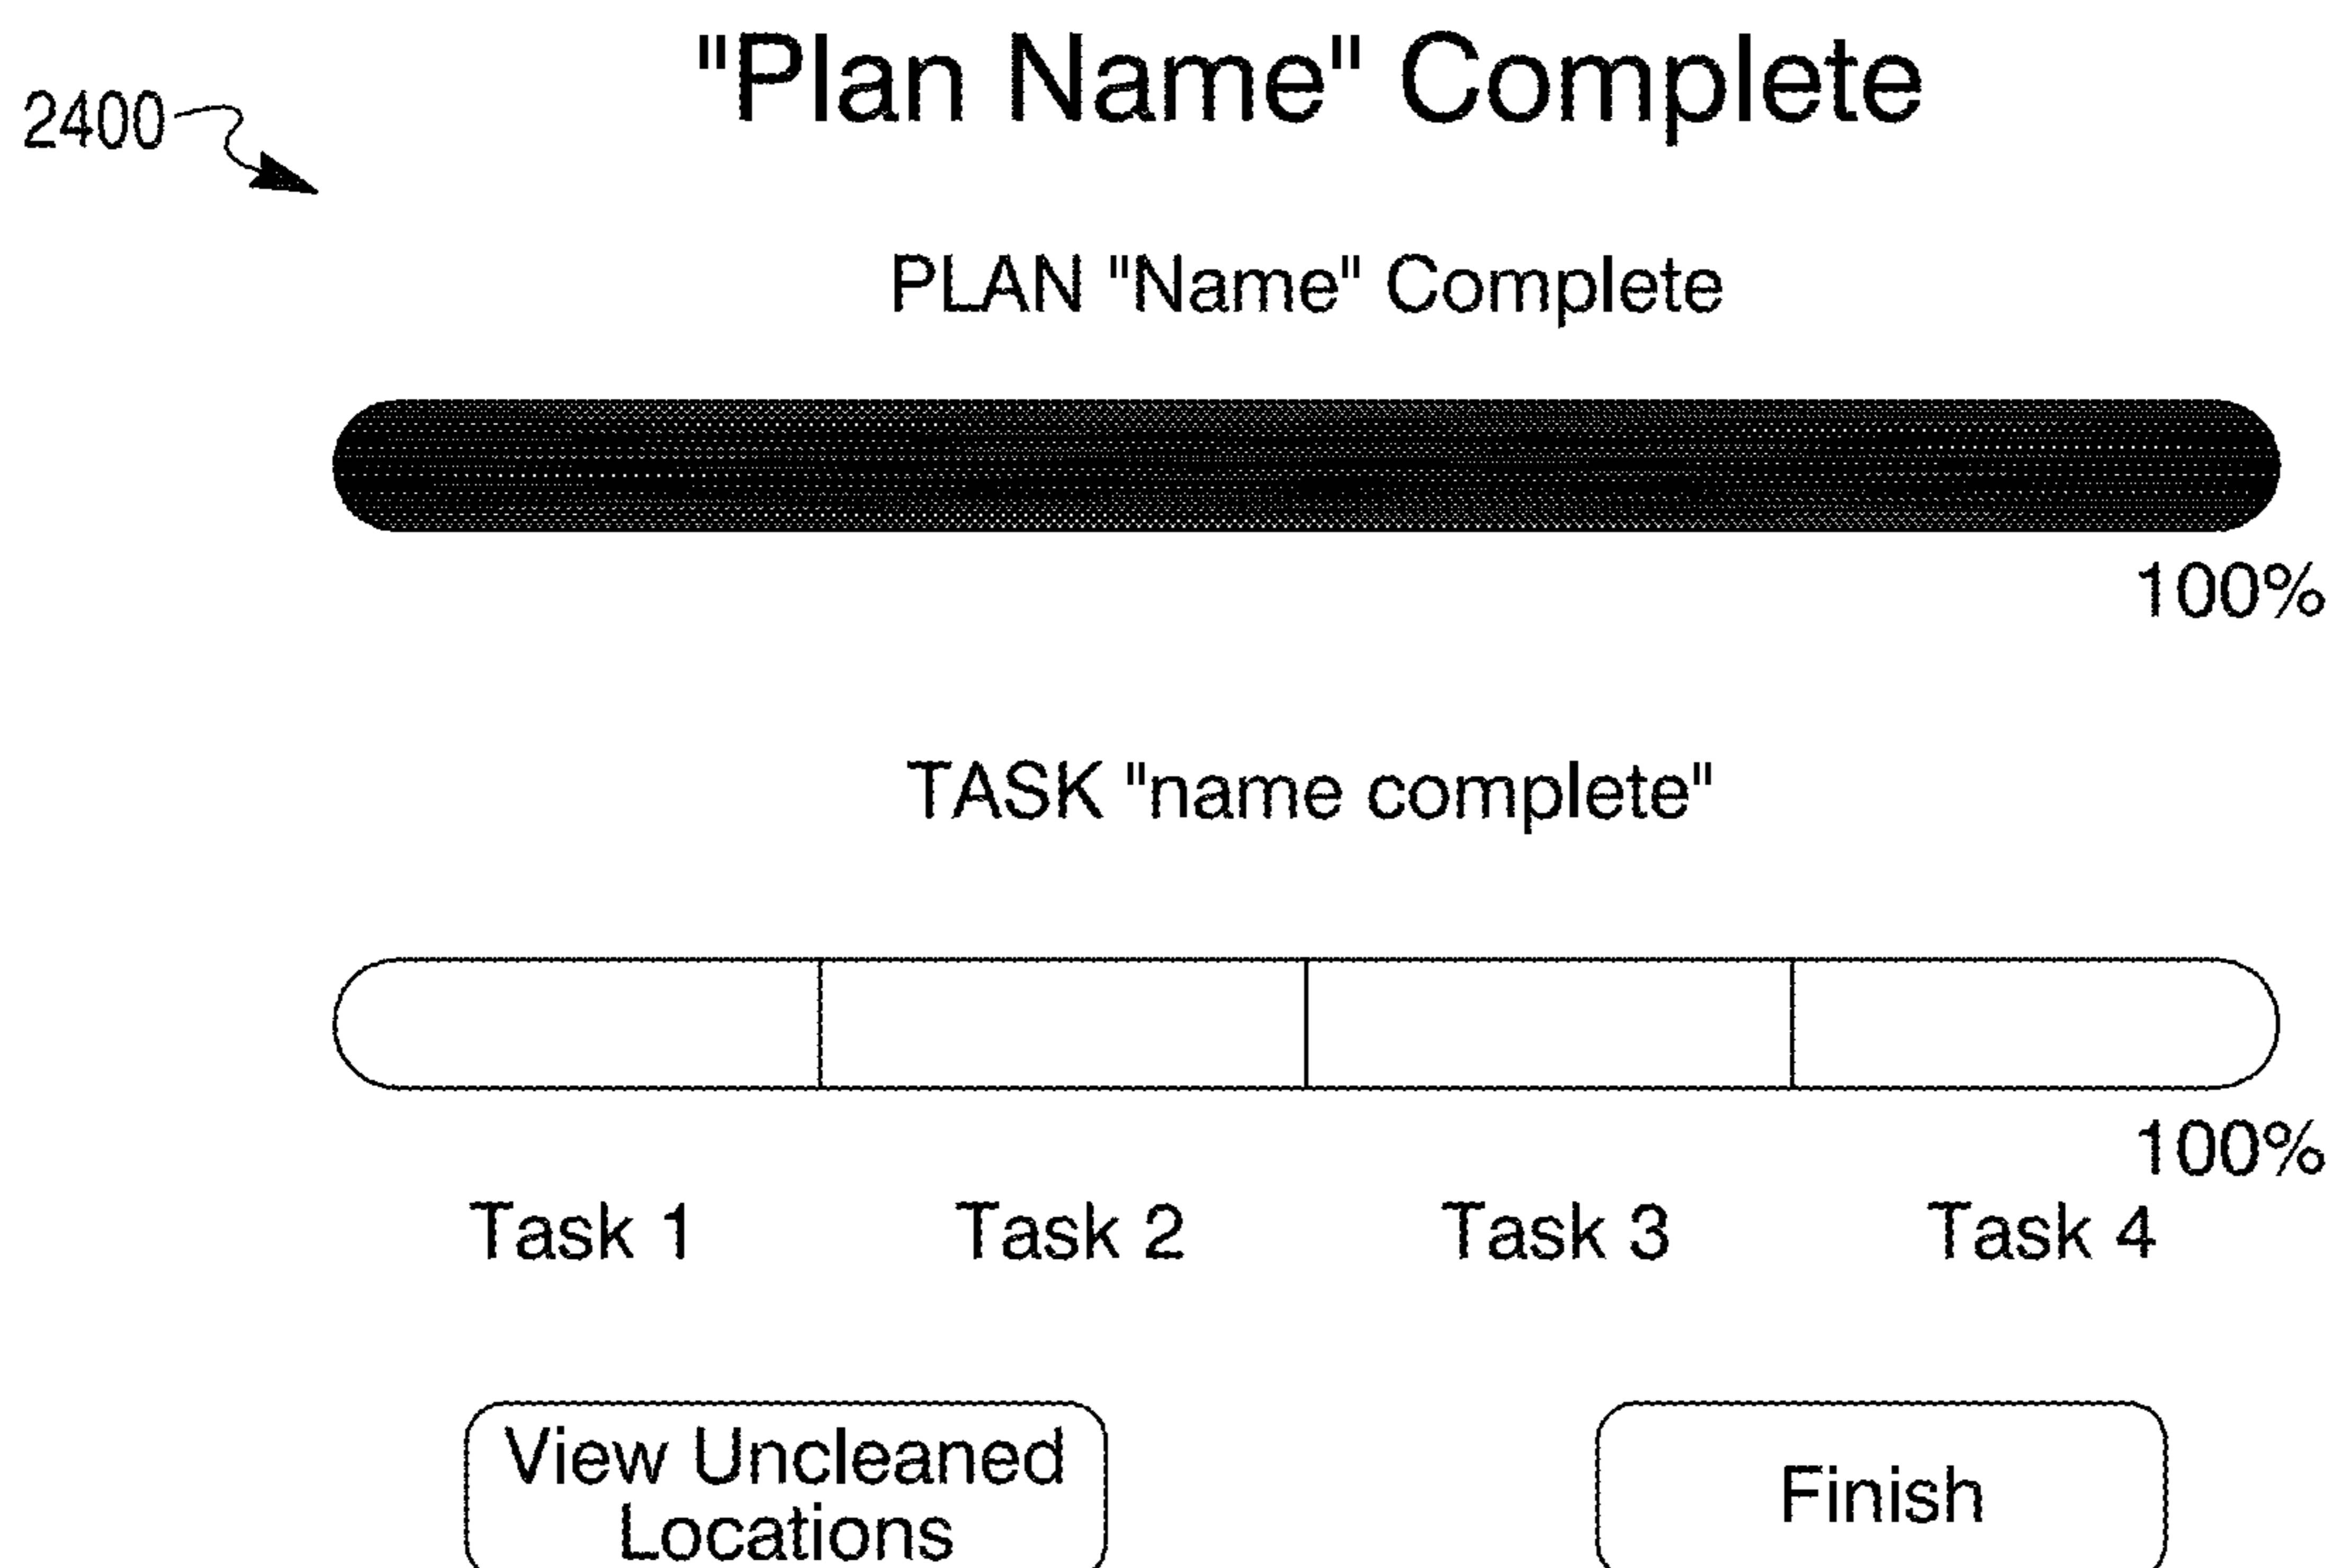 "Plan Name" Complete
2400
PLAN "Name" Complete
100%
TASK "name complete"
100%
Task 1 Task 2 Task 3 Task 4
View Uncleaned
Locations
Finish